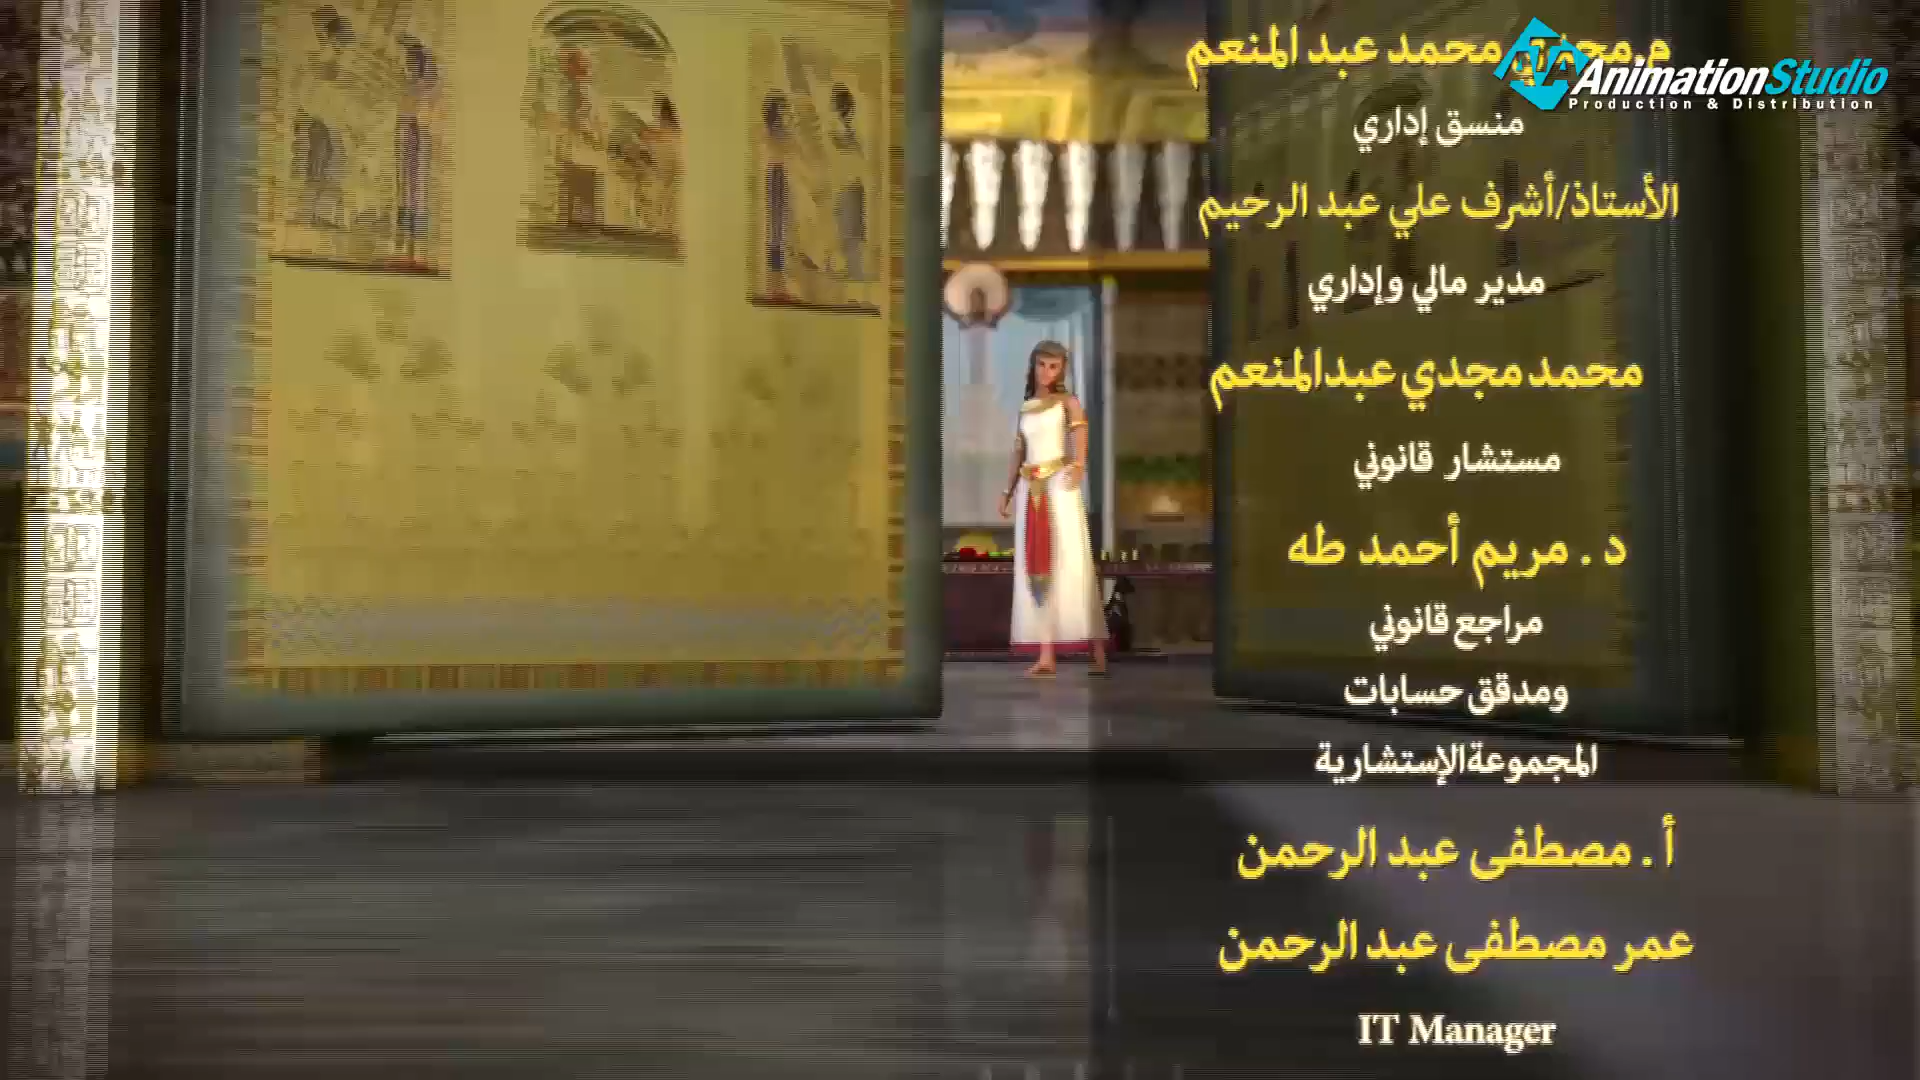 م.مجدي محمد عبد المنعم
AnimationStudio
Production & Distribution
منسق إداري
الأستاذ/أشرف علي عبد الرحيم
مدير مالي وإداري
محمد مجدي عبدالمنعم
مستشار قانوني
د . مريم أحمد طه
مراجع قانوني
ومدقق حسابات
المجموعةالإستشارية
أ . مصطفى عبد الرحمن
عمر مصطفى عبد الرحمن
IT Manager